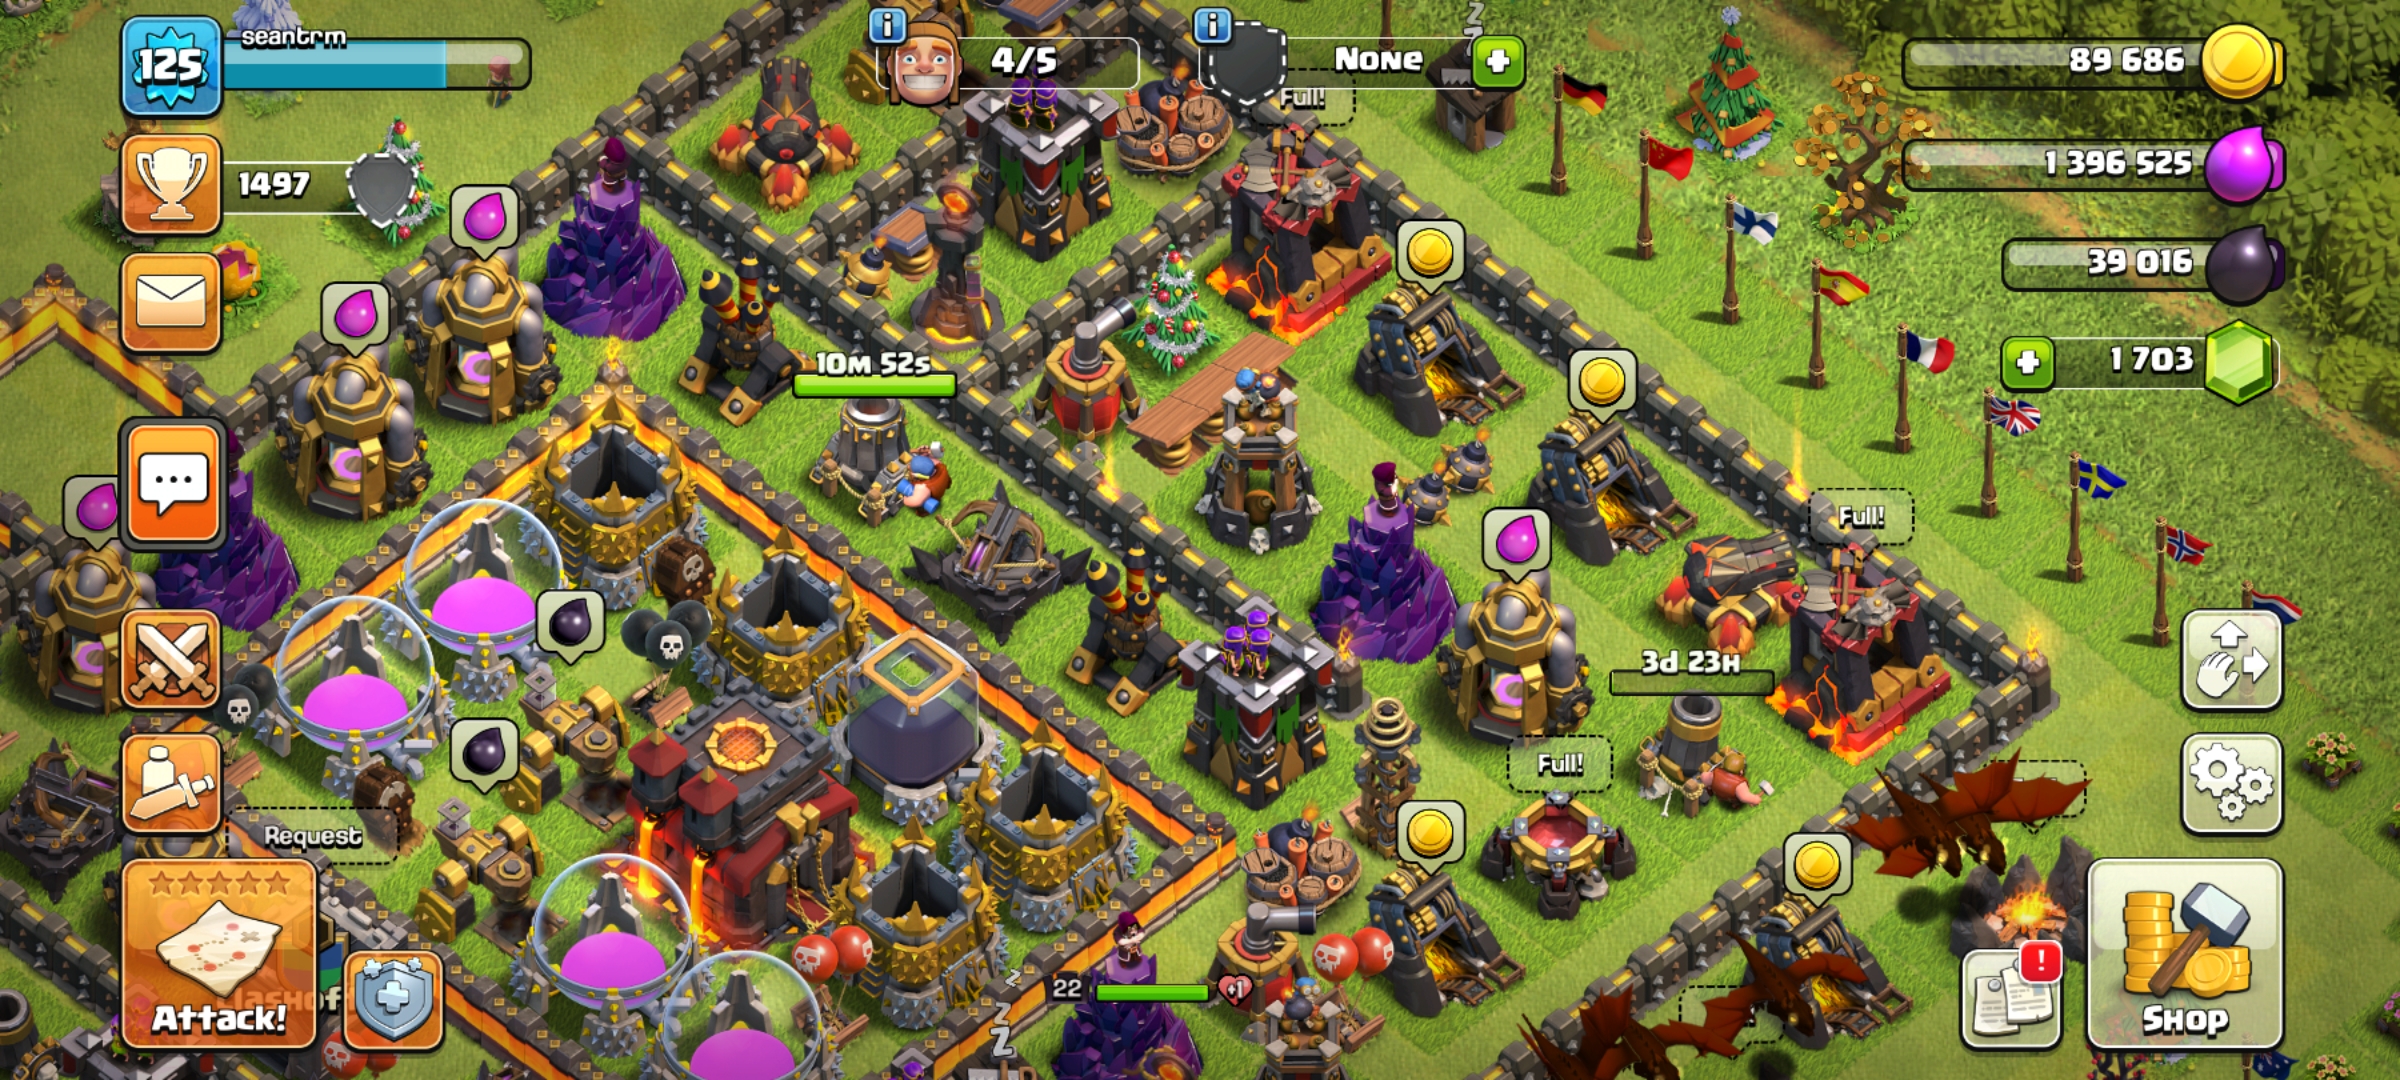 125
seantrm
4/5
None
89 686
Full!
1 396 525
1497
39 016
1 703
10M 52s
Full!
3d 23H
Full!
Request
22
+1
!
Attack!
Shop